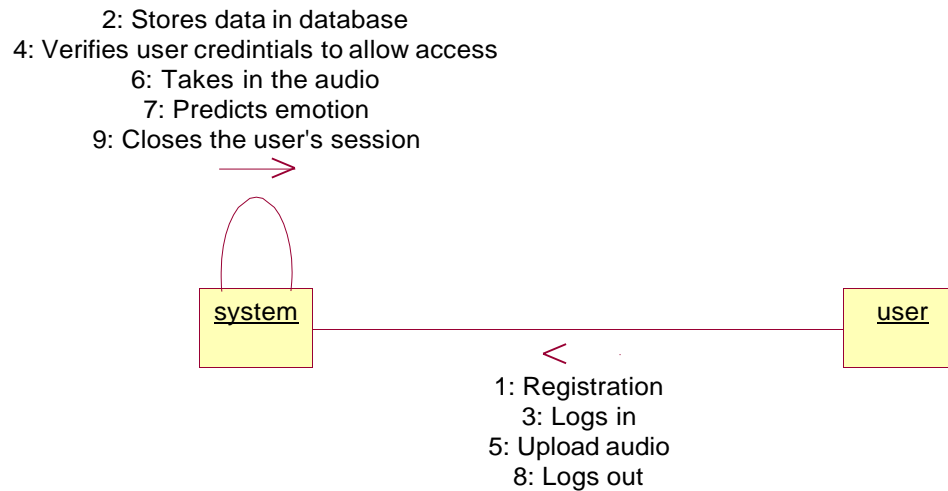 2: Stores data in database
4: Verifies user credintials to allow access
6: Takes in the audio
7: Predicts emotion
9: Closes the user's session
system
user
1: Registration
3: Logs in
5: Upload audio
8: Logs out